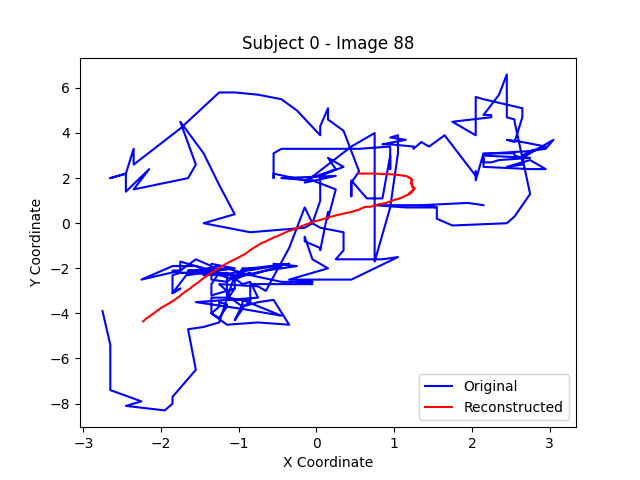 Subject 0 - Image 88
6
4
2
0
−2
−4
−6
−8
Y Coordinate
−3 −2 −1 0 1 2 3
X Coordinate
Original
Reconstructed